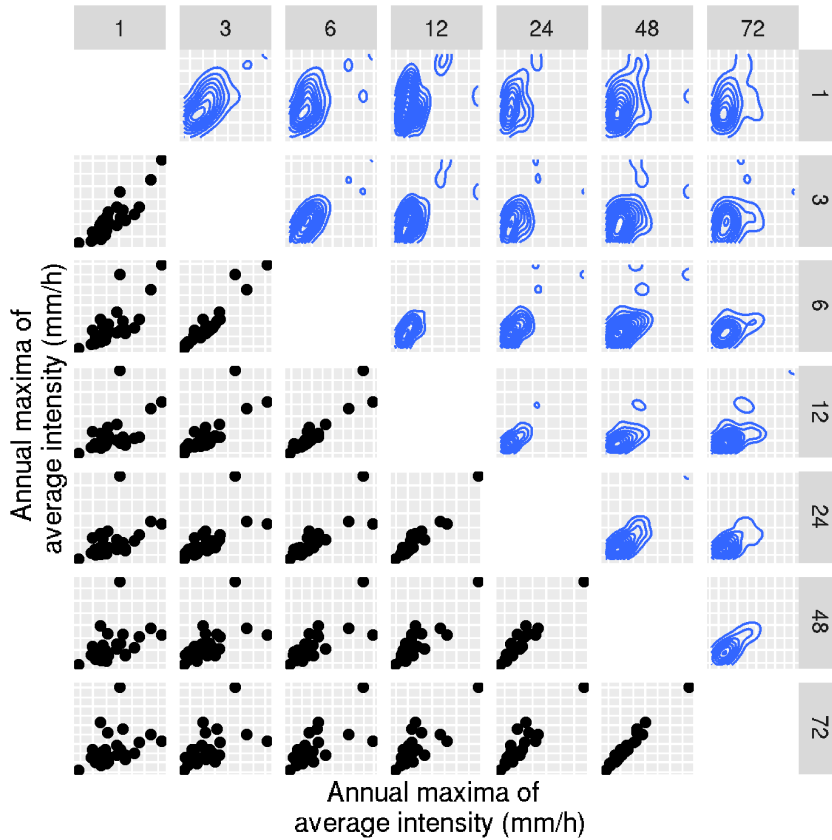 1 3 6 12 24 48 72
1
3
6
12
24
48
72
Annual maxima of
average intensity (mm/h)
Annual maxima of
average intensity (mm/h)